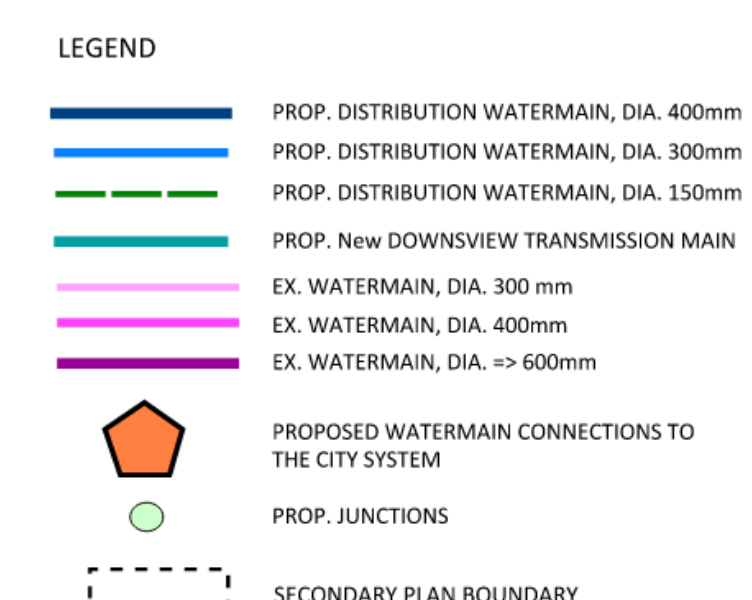 LEGEND
PROP. DISTRIBUTION WATERMAIN, DIA. 400mm
PROP. DISTRIBUTION WATERMAIN, DIA. 300mm
PROP. DISTRIBUTION WATERMAIN, DIA. 150mm
PROP. New DOWNSVIEW TRANSMISSION MAIN
EX. WATERMAIN, DIA. 300 mm
EX. WATERMAIN, DIA. 400mm
EX. WATERMAIN, DIA. => 600mm
PROPOSED WATERMAIN CONNECTIONS TO
THE CITY SYSTEM
PROP. JUNCTIONS
SECONDARY PLAN BOUNDARY